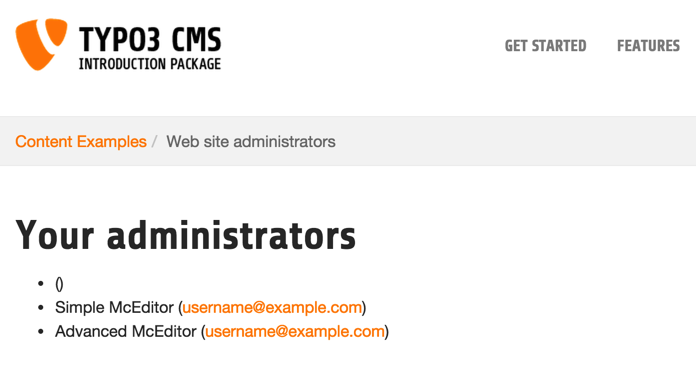 TYPO3 CMS
INTRODUCTION PACKAGE
GET STARTED
FEATURES
Content Examples / Web site administrators
Your administrators
• ()
• Simple McEditor (username@example.com)
• Advanced McEditor (username@example.com)